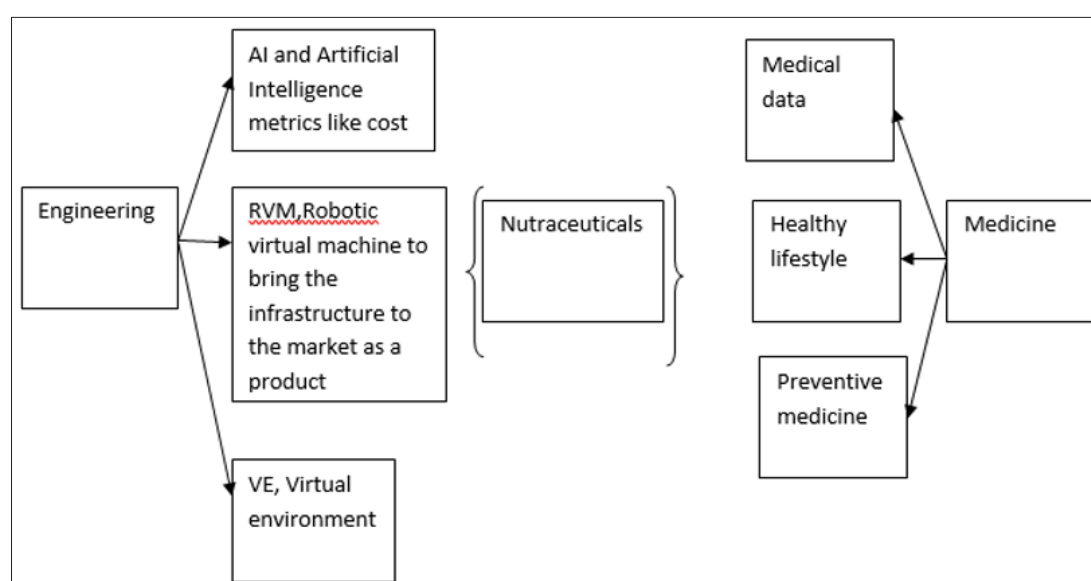 Engineering
AI and Artificial
Intelligence
metrics like cost
RVM,Robotic
virtual machine to
bring the
infrastructure to
the market as a
product
VE, Virtual
environment
Nutraceuticals
Medical
data
Healthy
lifestyle
Preventive
medicine
Medicine